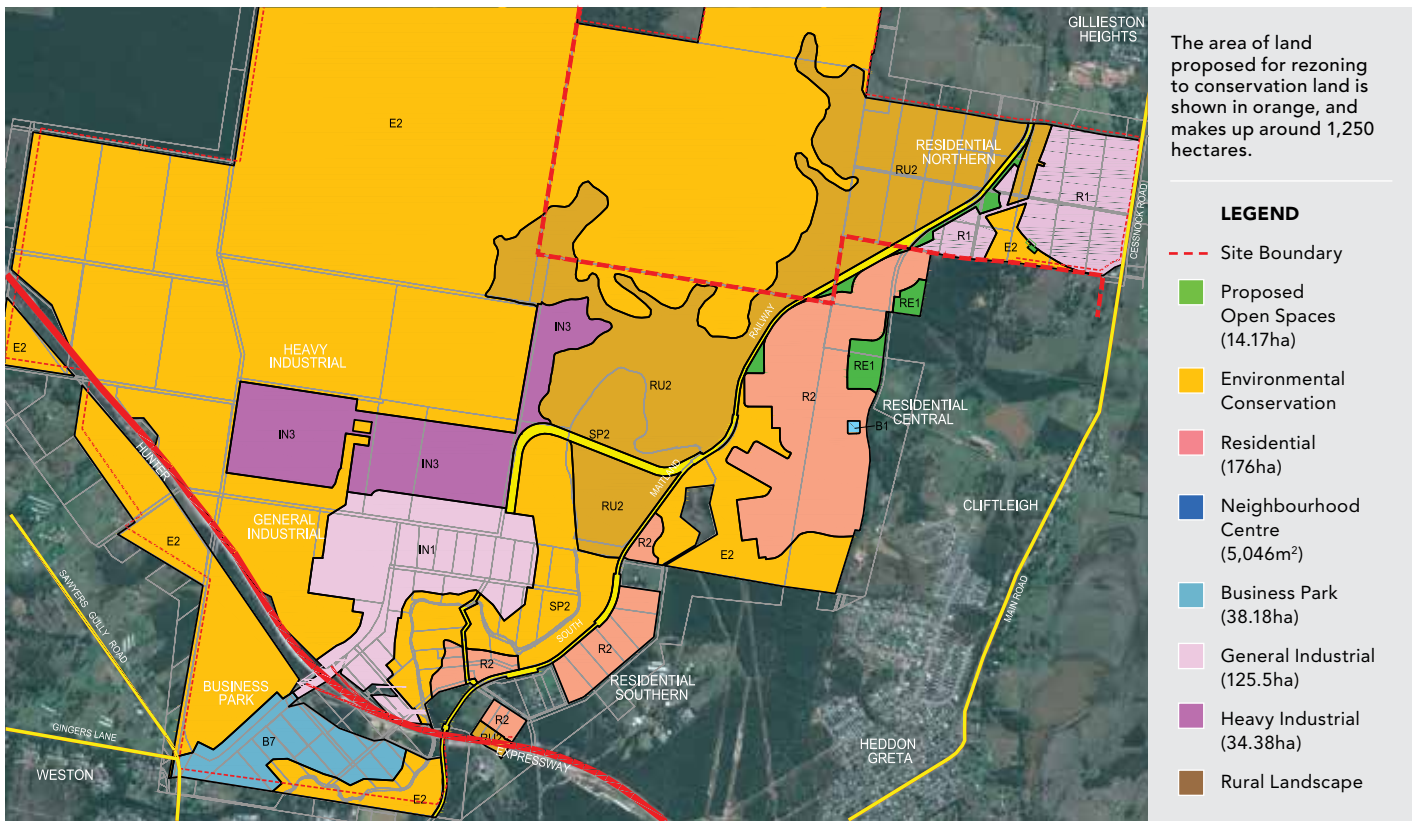 GILLIESTON
HEIGHTS
E2
RESIDENTIAL
NORTHERN
RU2
R1
R1
E2
CESSNOCK ROAD
RE1
RAILWAY
IN3
HEAVY
INDUSTRIAL
E2
RE1
RU2
R2
RESIDENTIAL
CENTRAL
B1
IN3
SP2
IN3
HUNTER
MAITLAND
CLIFTLEIGH
RU2
GENERAL
INDUSTRIAL
E2
IN1
R2
E2
SAWYERS GULLY ROAD
MAIN ROAD
SP2
SOUTH
R2
R2
RESIDENTIAL
SOUTHERN
BUSINESS
PARK
R2
RU2
GINGERS LANE
B7
EXPRESSWAY
HEDDON
GRETA
WESTON
E2
The area of land
proposed for rezoning
to conservation land is
shown in orange, and
makes up around 1,250
hectares.
LEGEND
Site Boundary
Proposed
Open Spaces
(14.17ha)
Environmental
Conservation
Residential
(176ha)
Neighbourhood
Centre
(5,046m²)
Business Park
(38.18ha)
General Industrial
(125.5ha)
Heavy Industrial
(34.38ha)
Rural Landscape